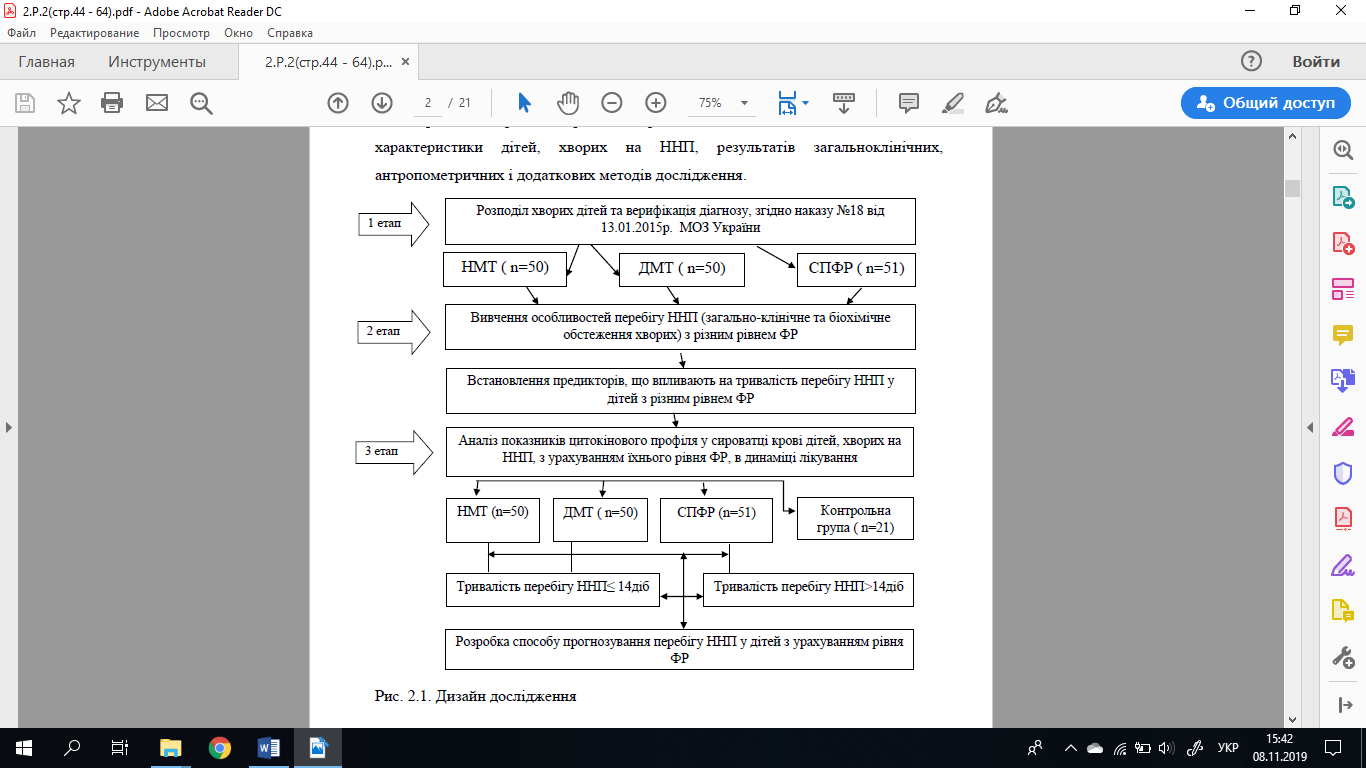 2.Р.2(стр.44 - 64).pdf - Adobe Acrobat Reader DC
Файл Редактирование Просмотр Окно Справка
Главная Инструменты 2.Р.2(стр.44 - 64).р... × Войти
2 / 21 75% Общий доступ
характеристики дітей, хворих на ННП, результатів загальноклінічних,
антропометричних і додаткових методів дослідження.
1 етап
Розподіл хворих дітей та верифікація діагнозу, згідно наказу №18 від
13.01.2015р. МОЗ України
НМТ ( n=50) ДМТ ( n=50) СПФР ( n=51)
2 етап
Вивчення особливостей перебігу ННП (загально-клінічне та біохімічне
обстеження хворих) з різним рівнем ФР
Встановлення предикторів, що впливають на тривалість перебігу ННП у
дітей з різним рівнем ФР
3 етап
Аналіз показників цитокінового профіля у сироватці крові дітей, хворих на
ННП, з урахуванням їхнього рівня ФР, в динаміці лікування
НМТ (n=50) ДМТ ( n=50) СПФР (n=51) Контрольна
група ( n=21)
Тривалість перебігу ННП≤ 14діб Тривалість перебігу ННП>14діб
Розробка способу прогнозування перебігу ННП у дітей з урахуванням рівня
ФР
Рис. 2.1. Дизайн дослідження
УКР
15:42
08.11.2019